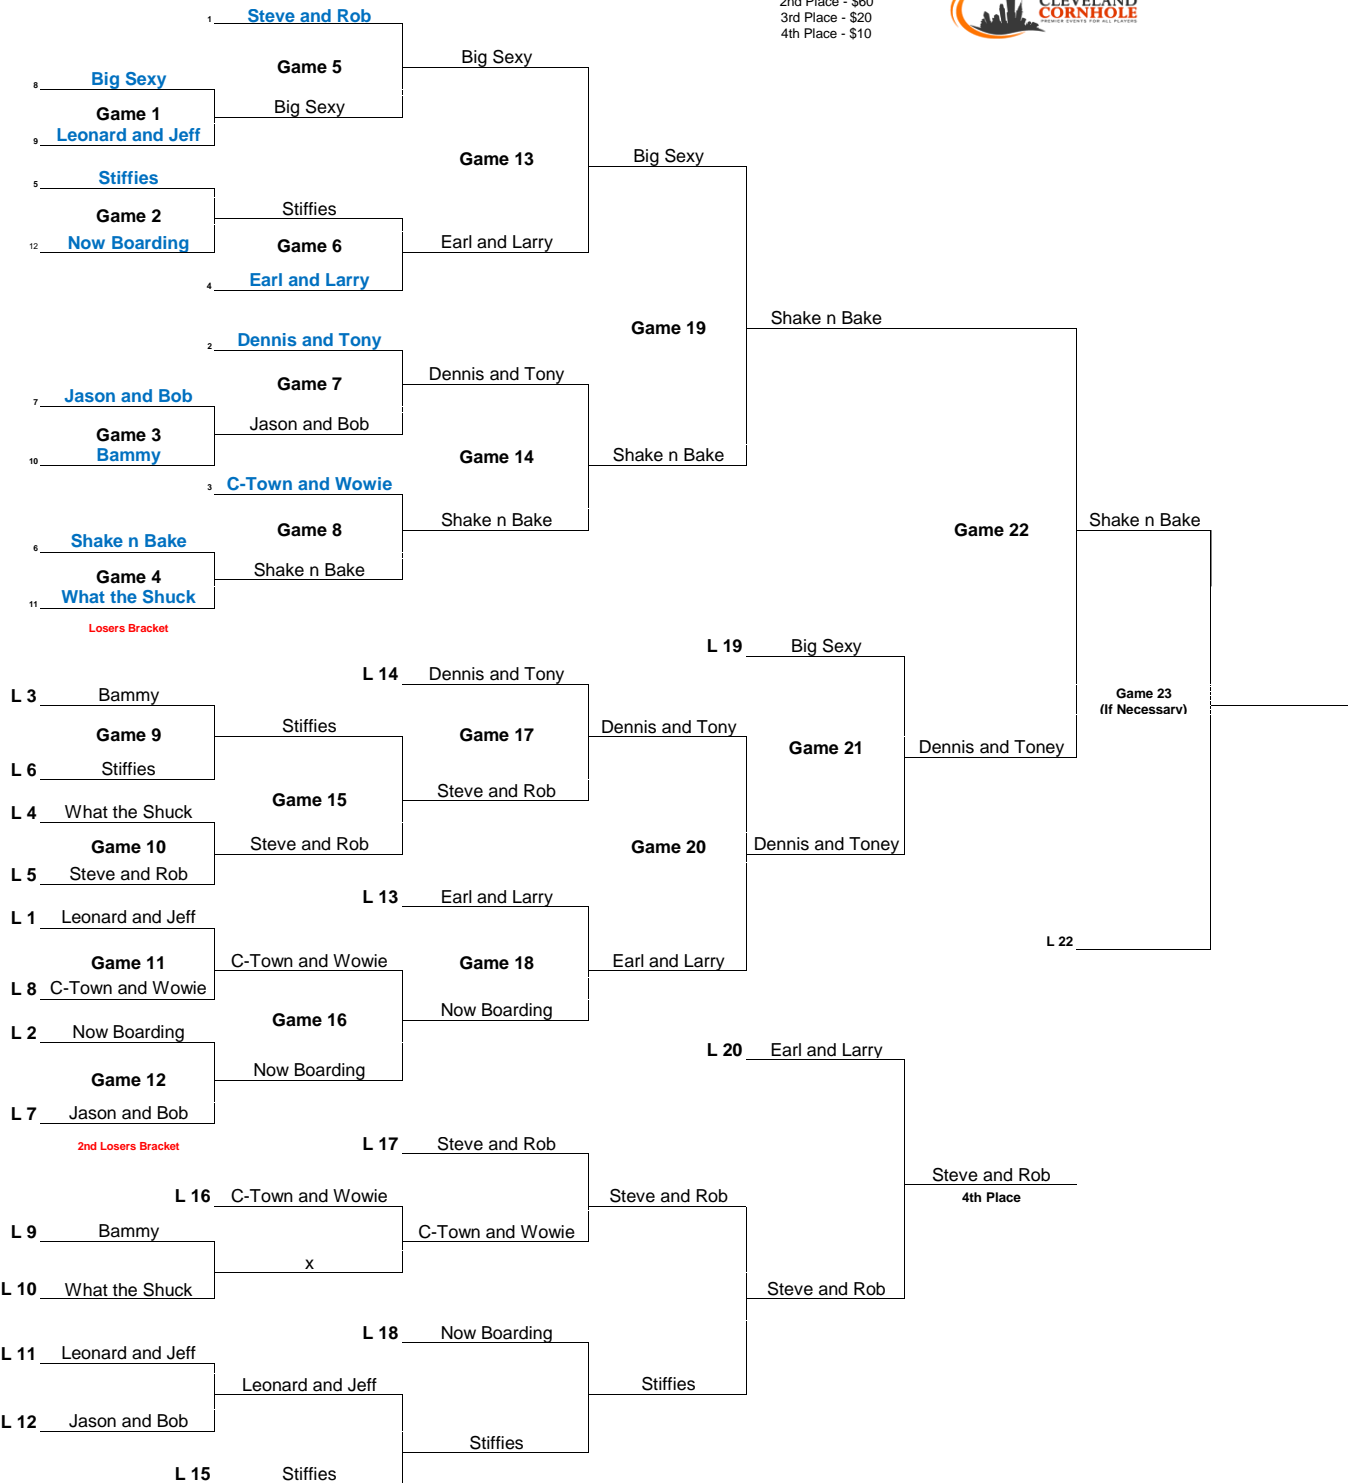 2nd Place - $60
3rd Place - $20
4th Place - $10
CLEVELAND
CORNHOLE
PREMIER EVENTS FOR ALL PLAYERS
1 Steve and Rob
Game 5
Big Sexy
8 Big Sexy
Game 1
Big Sexy
9 Leonard and Jeff
Game 13
Big Sexy
5 Stiffies
Game 2
Stiffies
12 Now Boarding
Game 6
Earl and Larry
4 Earl and Larry
Game 19
Shake n Bake
2 Dennis and Tony
Game 7
Dennis and Tony
7 Jason and Bob
Game 3
Jason and Bob
10 Bammy
Game 14
Shake n Bake
3 C-Town and Wowie
Game 8
Shake n Bake
Game 22
Shake n Bake
6 Shake n Bake
Game 4
Shake n Bake
11 What the Shuck
Losers Bracket
L 19 Big Sexy
L 14 Dennis and Tony
L 3 Bammy
Game 9
Stiffies
Game 17
Dennis and Tony
Game 21
Dennis and Toney
Game 23
(If Necessary)
L 6 Stiffies
Game 15
Steve and Rob
L 4 What the Shuck
Game 10
Steve and Rob
Game 20
Dennis and Toney
L 5 Steve and Rob
L 13 Earl and Larry
L 1 Leonard and Jeff
L 22
Game 11
C-Town and Wowie
Game 18
Earl and Larry
L 8 C-Town and Wowie
Game 16
Now Boarding
L 2 Now Boarding
L 20 Earl and Larry
Game 12
Now Boarding
L 7 Jason and Bob
2nd Losers Bracket
L 17 Steve and Rob
Steve and Rob
4th Place
L 16 C-Town and Wowie
Steve and Rob
L 9 Bammy
C-Town and Wowie
x
L 10 What the Shuck
Steve and Rob
L 18 Now Boarding
L 11 Leonard and Jeff
Leonard and Jeff
Stiffies
L 12 Jason and Bob
Stiffies
L 15 Stiffies